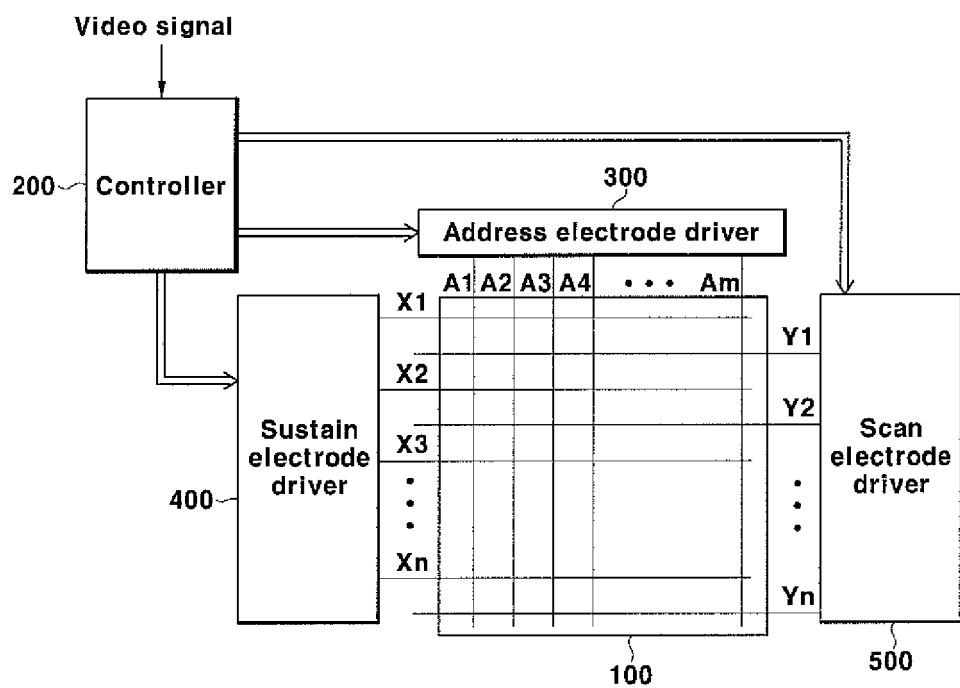 Video signal
200
Controller
300
Address electrode driver
A1 A2 A3 A4 • • • Am
X1
Y1
X2
Y2
Sustain
electrode
driver
X3
Scan
electrode
driver
400
Xn
Yn
100
500